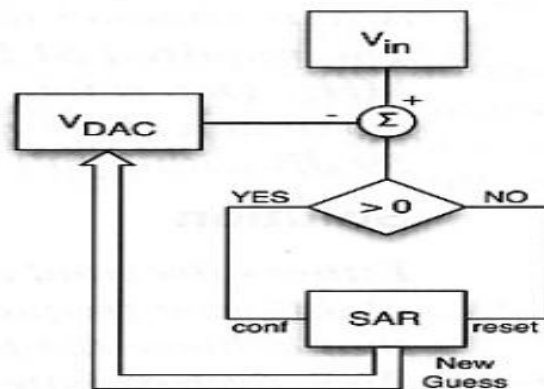 Vin
+
-
Σ
VDAC
YES
> 0
NO
conf
SAR
reset
New
Guess